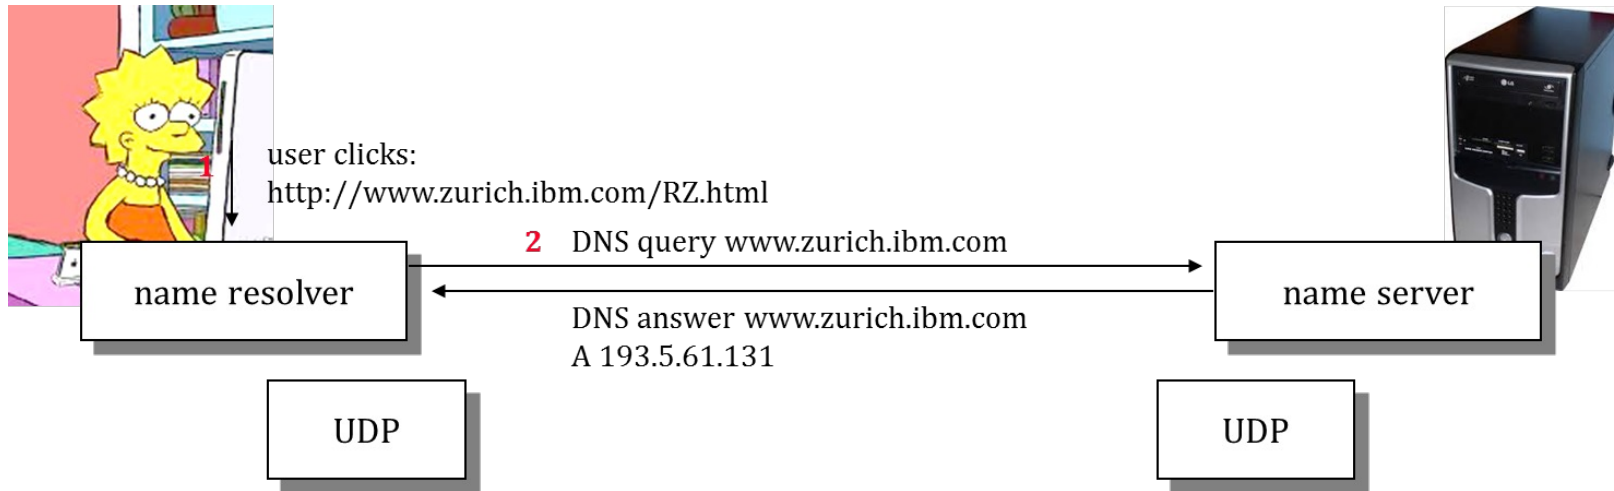 1
user clicks:
http://www.zurich.ibm.com/RZ.html
2 DNS query www.zurich.ibm.com
name resolver
name server
DNS answer www.zurich.ibm.com
A 193.5.61.131
UDP
UDP
LG